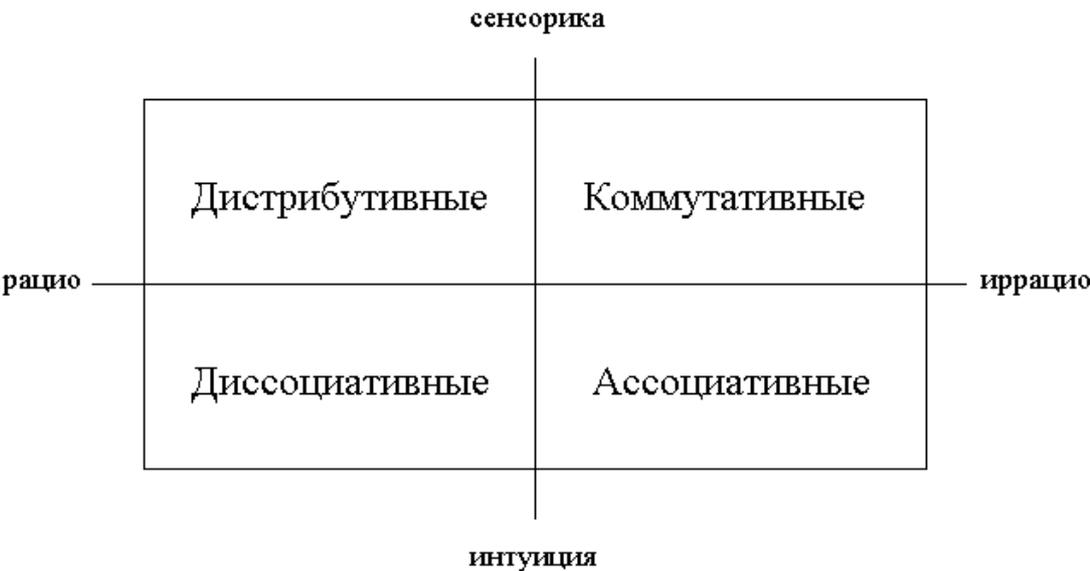 сенсорика
Дистрибутивные Коммутативные
рацио иррацио
Диссоциативные Ассоциативные
интуиция